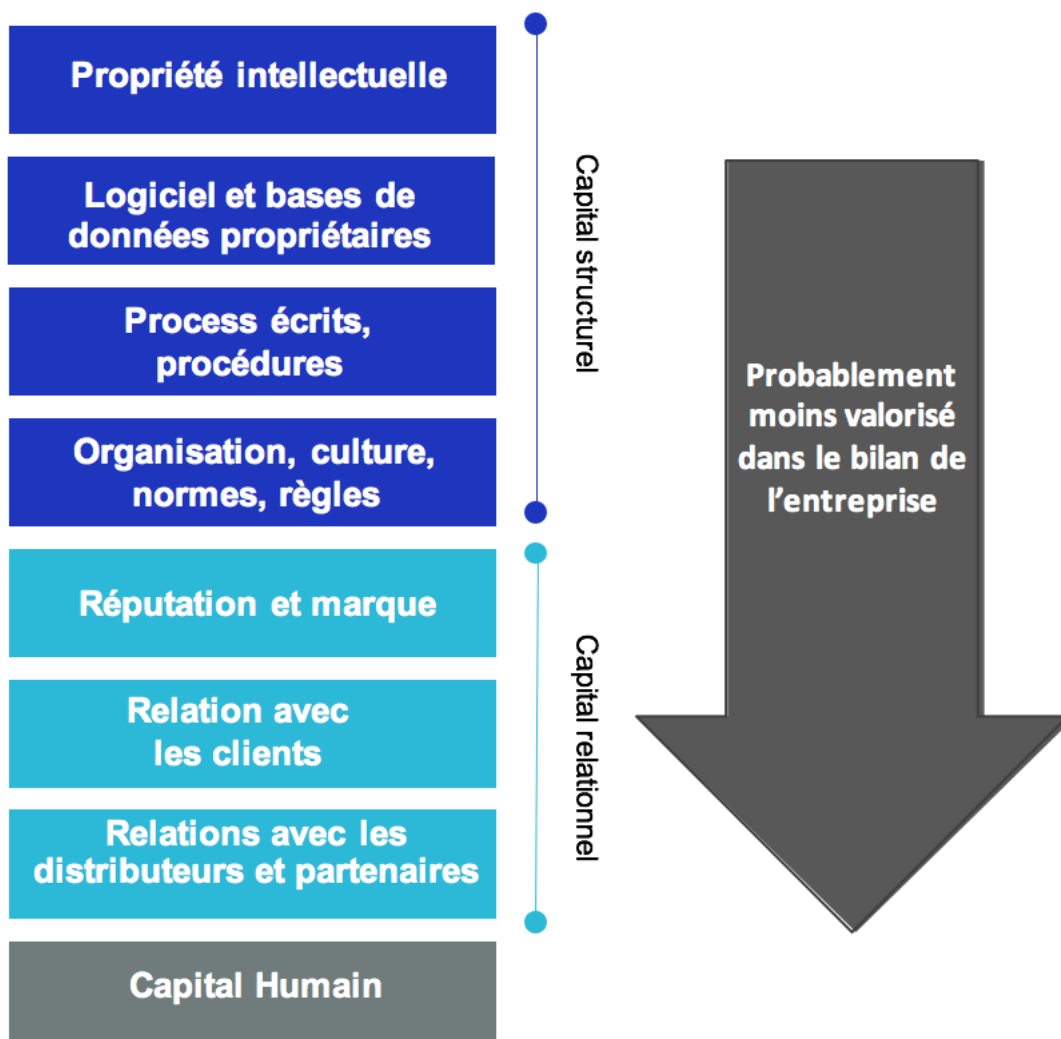 Propriété intellectuelle
Logiciel et bases de
données propriétaires
Process écrits,
procédures
Organisation, culture,
normes, règles
Capital structurel
Réputation et marque
Relation avec
les clients
Relations avec les
distributeurs et partenaires
Capital relationnel
Capital Humain
Probablement
moins valorisé
dans le bilan de
l’entreprise